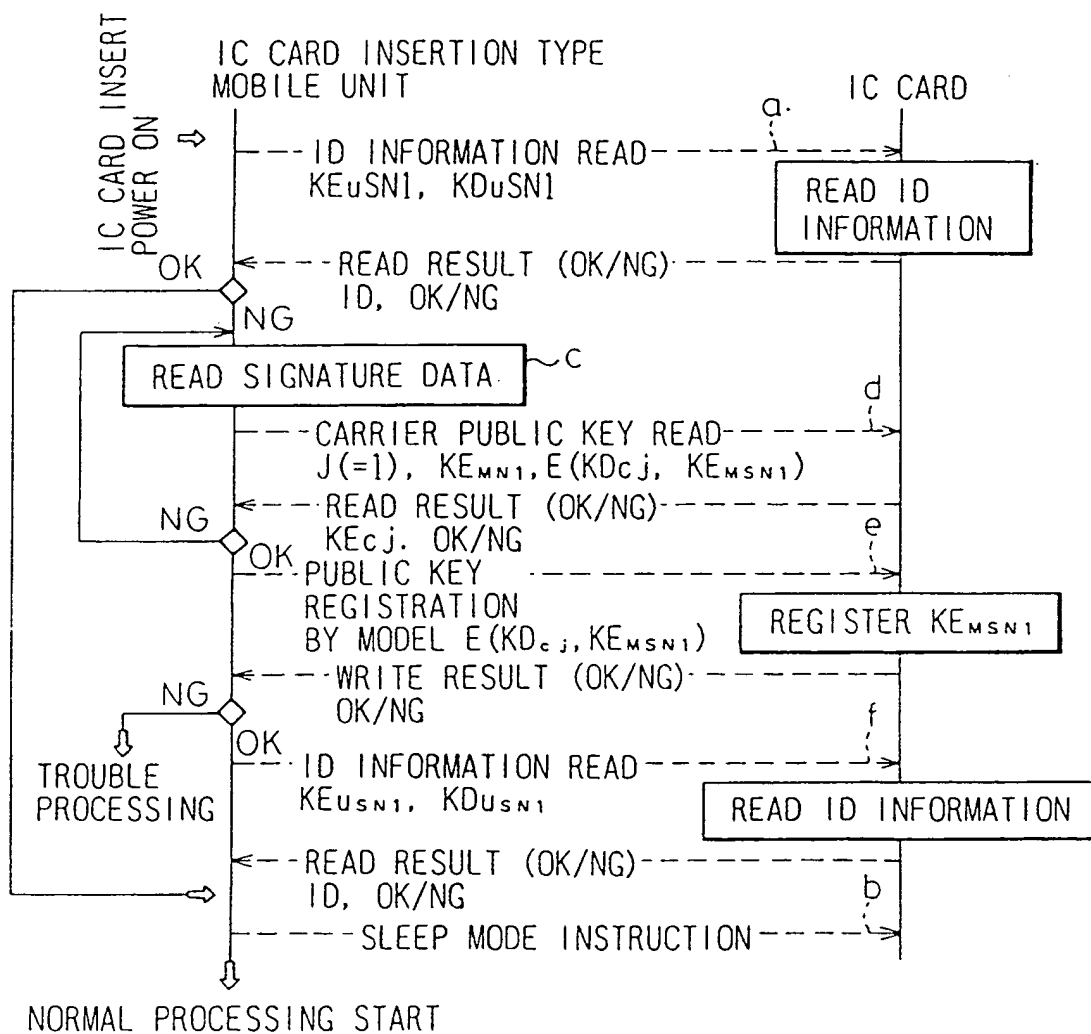 IC CARD INSERTION TYPE
MOBILE UNIT
IC CARD
IC CARD INSERT
POWER ON
a.
ID INFORMATION READ
KEuSN1, KDuSN1
READ ID
INFORMATION
OK
READ RESULT (OK/NG)
ID, OK/NG
NG
READ SIGNATURE DATA
c
d
CARRIER PUBLIC KEY READ
J(=1), KEMN1,E(KDcj, KEMSN1)
READ RESULT (OK/NG)
KEcj. OK/NG
NG
OK
e
PUBLIC KEY
REGISTRATION
BY MODEL E(KDcj,KEMSN1)
REGISTER KEMSN1
WRITE RESULT (OK/NG)
OK/NG
NG
OK
f
TROUBLE
PROCESSING
ID INFORMATION READ
KEUSN1, KDUSN1
READ ID INFORMATION
READ RESULT (OK/NG)
ID, OK/NG
b
SLEEP MODE INSTRUCTION
NORMAL PROCESSING START